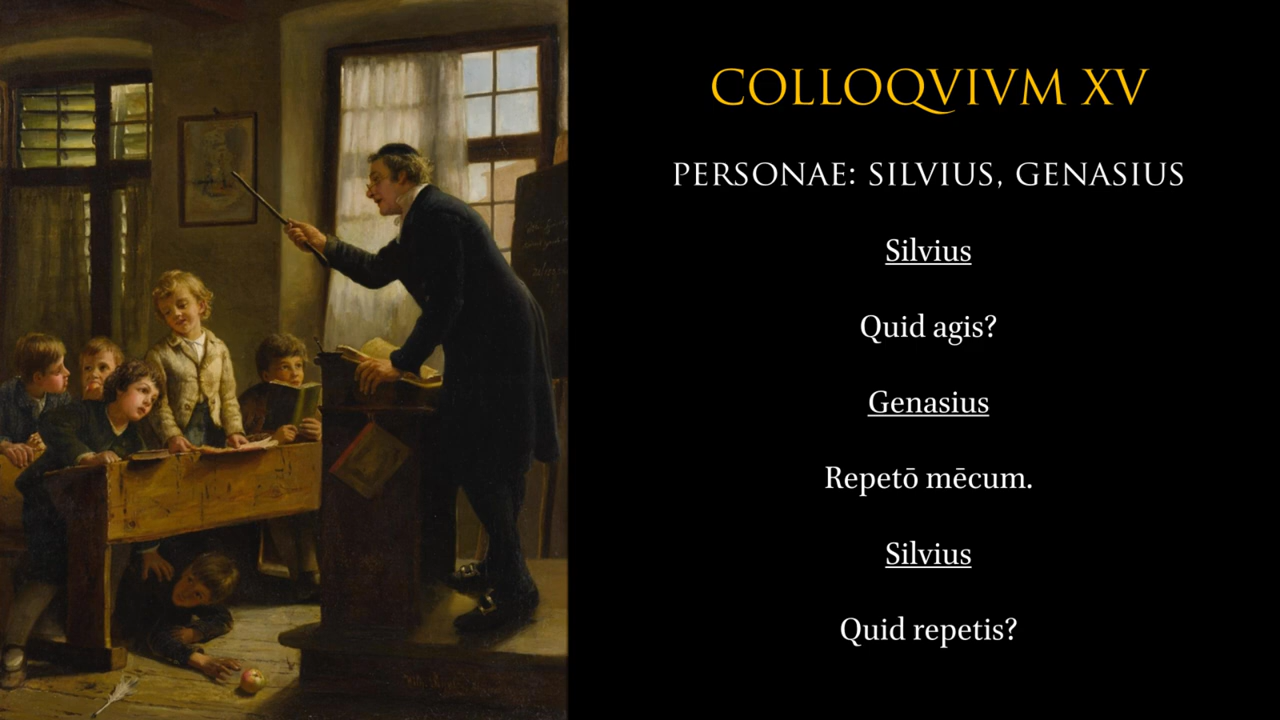 COLLOQVIVM XV
PERSONAE: SILVIUS, GENASIUS
Silvius
Quid agis?
Genasius
Repetō mēcum.
Silvius
Quid repetis?